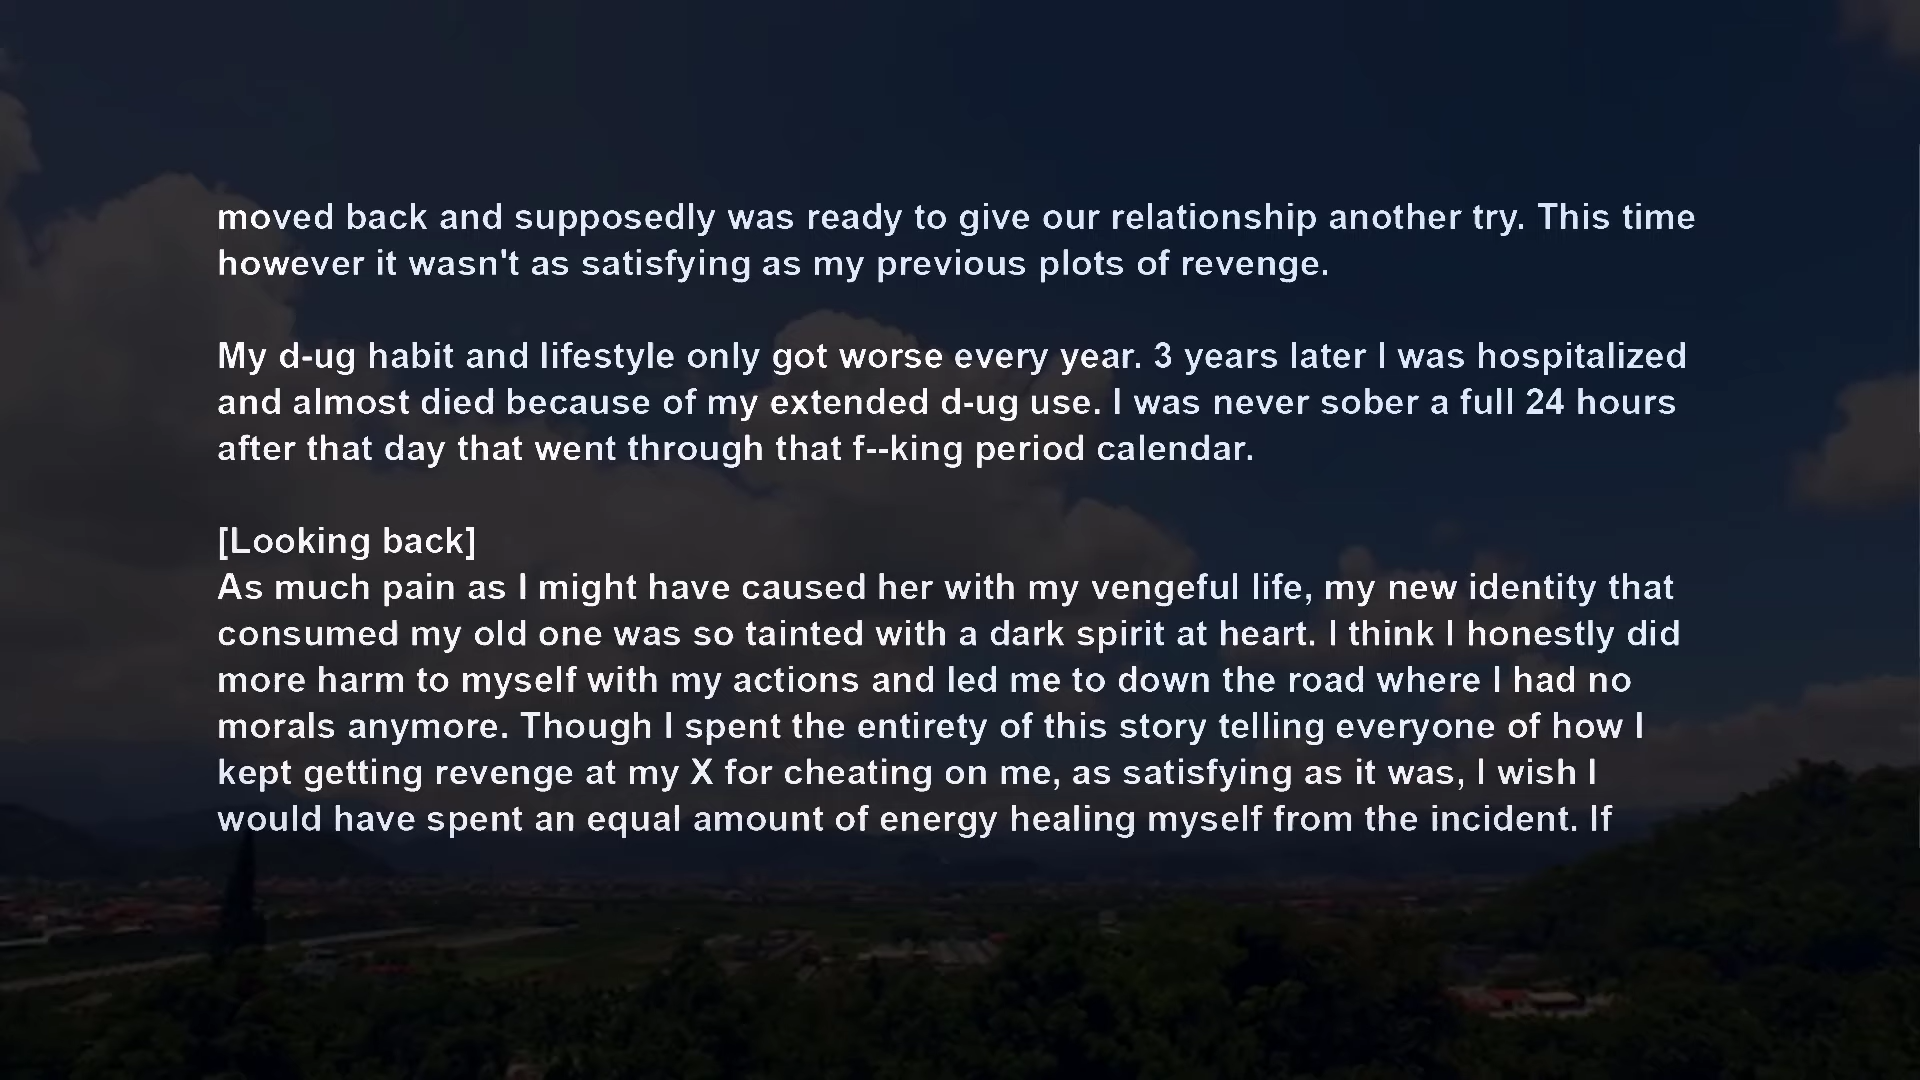 moved back and supposedly was ready to give our relationship another try. This time
however it wasn't as satisfying as my previous plots of revenge.
My d-ug habit and lifestyle only got worse every year. 3 years later I was hospitalized
and almost died because of my extended d-ug use. I was never sober a full 24 hours
after that day that went through that f--king period calendar.
[Looking back]
As much pain as I might have caused her with my vengeful life, my new identity that
consumed my old one was so tainted with a dark spirit at heart. I think I honestly did
more harm to myself with my actions and led me to down the road where I had no
morals anymore. Though I spent the entirety of this story telling everyone of how I
kept getting revenge at my X for cheating on me, as satisfying as it was, I wish I
would have spent an equal amount of energy healing myself from the incident. If